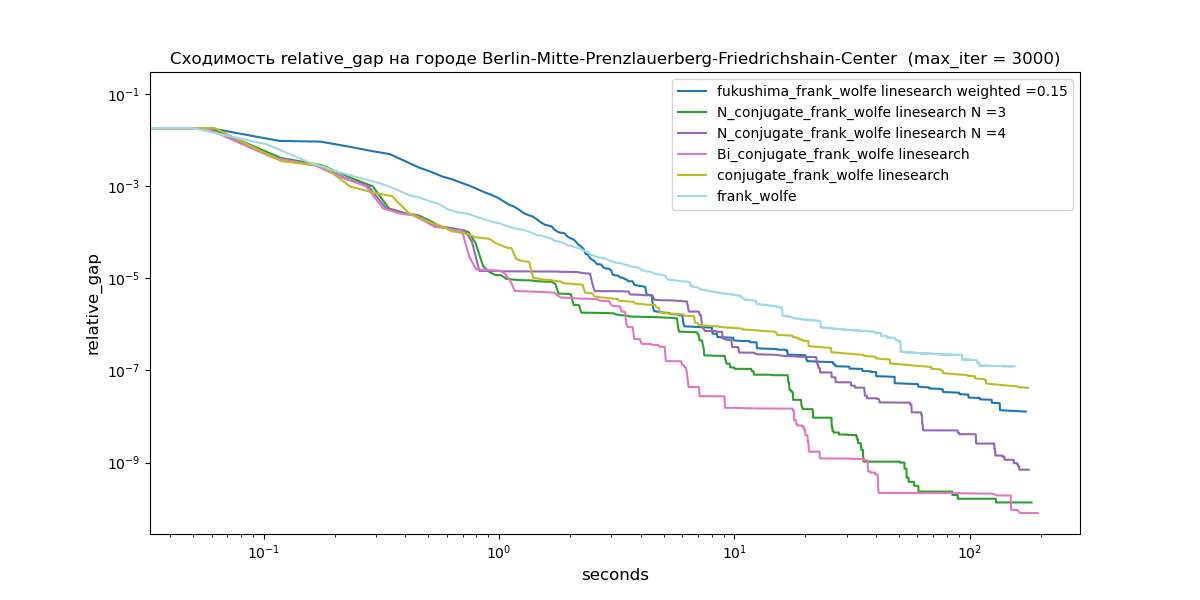 Сходимость relative_gap на городе Berlin-Mitte-Prenzlauerberg-Friedrichshain-Center (max_iter = 3000)
fukushima_frank_wolfe linesearch weighted =0.15
N_conjugate_frank_wolfe linesearch N =3
N_conjugate_frank_wolfe linesearch N =4
Bi_conjugate_frank_wolfe linesearch
conjugate_frank_wolfe linesearch
frank_wolfe
relative_gap
10⁻¹
10⁻³
10⁻⁵
10⁻⁷
10⁻⁹
10⁻¹ 10⁰ 10¹ 10²
seconds